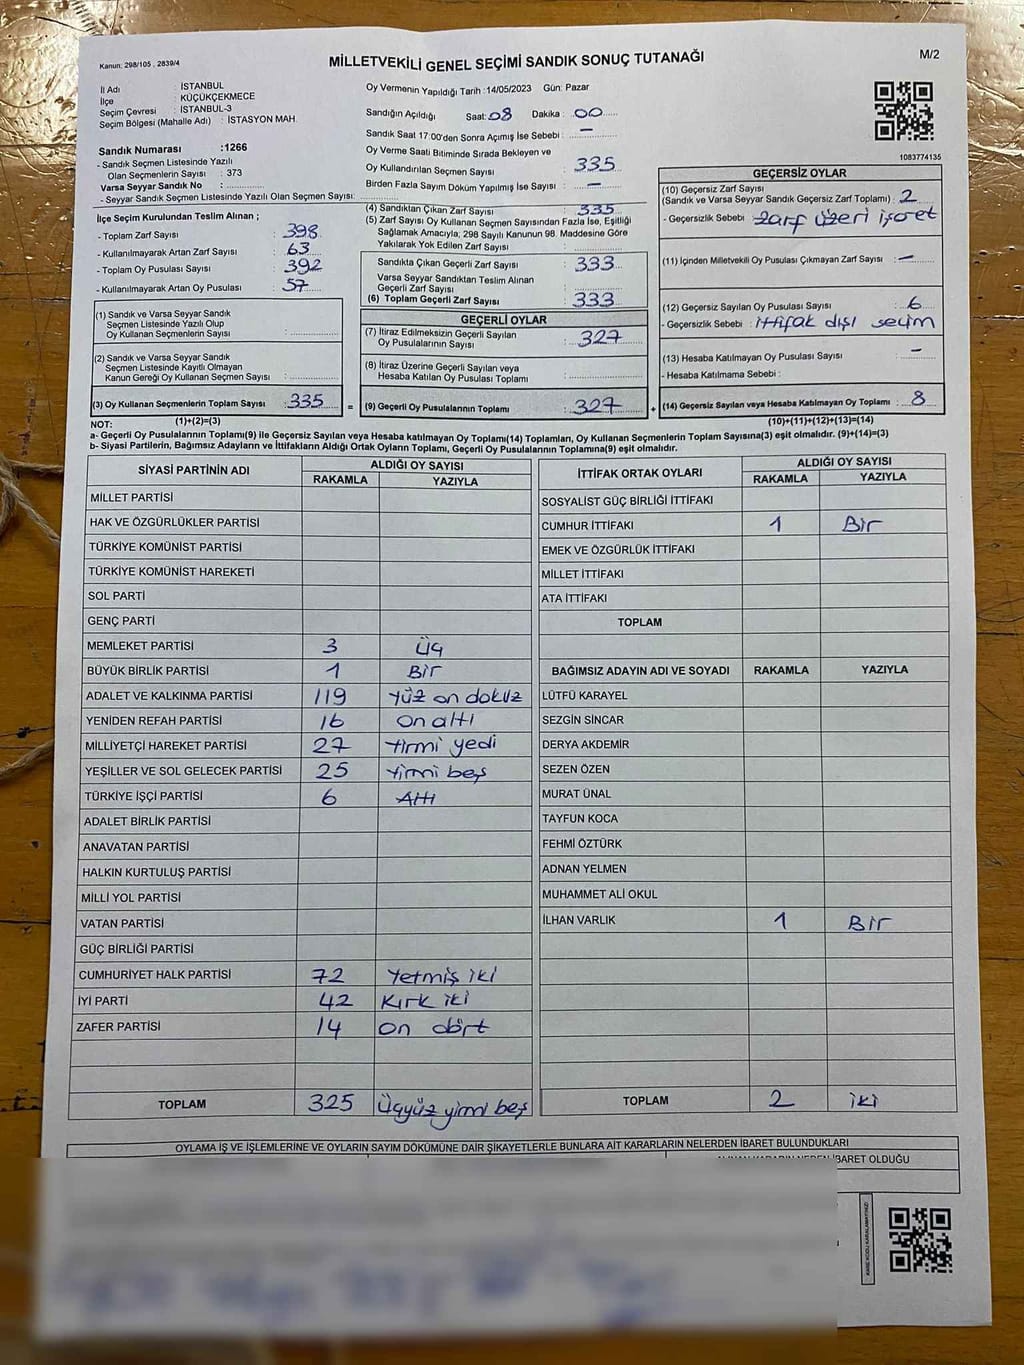 Kanun: 298/105 , 2839/4
MİLLETVEKİLİ GENEL SEÇİMİ SANDIK SONUÇ TUTANAĞI
M/2
İl Adı : İSTANBUL
İlçe : KÜÇÜKÇEKMECE
Seçim Çevresi : İSTANBUL-3
Seçim Bölgesi (Mahalle Adı) : İSTASYON MAH.
Oy Vermenin Yapıldığı Tarih :14/05/2023 Gün: Pazar
Sandığın Açıldığı Saat: 08 Dakika : 00
Sandık Saat 17:00'den Sonra Açımış İse Sebebi : –
Oy Verme Saati Bitiminde Sırada Bekleyen ve
Oy Kullandırılan Seçmen Sayısı : 335
Birden Fazla Sayım Döküm Yapılmış İse Sayısı : –
Sandık Numarası :1266
- Sandık Seçmen Listesinde Yazılı
Olan Seçmenlerin Sayısı : 373
Varsa Seyyar Sandık No :
- Seyyar Sandık Seçmen Listesinde Yazılı Olan Seçmen Sayısı:
1083774135
İlçe Seçim Kurulundan Teslim Alınan ;
- Toplam Zarf Sayısı : 398
- Kullanılmayarak Artan Zarf Sayısı : 63
- Toplam Oy Pusulası Sayısı : 392
- Kullanılmayarak Artan Oy Pusulası : 57
(1) Sandık ve Varsa Seyyar Sandık
Seçmen Listesinde Yazılı Olup
Oy Kullanan Seçmenlerin Sayısı :
(2) Sandık ve Varsa Seyyar Sandık
Seçmen Listesinde Kayıtlı Olmayan
Kanun Gereği Oy Kullanan Seçmen Sayısı :
(3) Oy Kullanan Seçmenlerin Toplam Sayısı : 335
(1)+(2)=(3)
(4) Sandıktan Çıkan Zarf Sayısı : 335
(5) Zarf Sayısı Oy Kullanan Seçmen Sayısından Fazla İse, Eşitliği
Sağlamak Amacıyla; 298 Sayılı Kanunun 98. Maddesine Göre
Yakılarak Yok Edilen Zarf Sayısı :
Sandıkta Çıkan Geçerli Zarf Sayısı : 333
Varsa Seyyar Sandıktan Teslim Alınan
Geçerli Zarf Sayısı :
(6) Toplam Geçerli Zarf Sayısı : 333
GEÇERLİ OYLAR
(7) İtiraz Edilmeksizin Geçerli Sayılan
Oy Pusulalarının Sayısı : 327
(8) İtiraz Üzerine Geçerli Sayılan veya
Hesaba Katılan Oy Pusulası Toplamı :
= (9) Geçerli Oy Pusulalarının Toplamı : 327 +
GEÇERSİZ OYLAR
(10) Geçersiz Zarf Sayısı
(Sandık ve Varsa Seyyar Sandık Geçersiz Zarf Toplamı) : 2
- Geçersizlik Sebebi : Zarf üzeri işaret
(11) İçinden Milletvekili Oy Pusulası Çıkmayan Zarf Sayısı : –
(12) Geçersiz Sayılan Oy Pusulası Sayısı : 6
- Geçersizlik Sebebi : ittifak dışı seçim
(13) Hesaba Katılmayan Oy Pusulası Sayısı : –
- Hesaba Katılmama Sebebi :
(14) Geçersiz Sayılan veya Hesaba Katılmayan Oy Toplamı : 8
(10)+(11)+(12)+(13)=(14)
NOT:
a- Geçerli Oy Pusulalarının Toplamı(9) ile Geçersiz Sayılan veya Hesaba katılmayan Oy Toplamı(14) Toplamları, Oy Kullanan Seçmenlerin Toplam Sayısına(3) eşit olmalıdır. (9)+(14)=(3)
b- Siyasi Partilerin, Bağımsız Adayların ve İttifakların Aldığı Ortak Oyların Toplamı, Geçerli Oy Pusulalarının Toplamına(9) eşit olmalıdır.
SİYASİ PARTİNİN ADI
ALDIĞI OY SAYISI
RAKAMLA YAZIYLA
MİLLET PARTİSİ
HAK VE ÖZGÜRLÜKLER PARTİSİ
TÜRKİYE KOMÜNİST PARTİSİ
TÜRKİYE KOMÜNİST HAREKETİ
SOL PARTİ
GENÇ PARTİ
MEMLEKET PARTİSİ 3 Üç
BÜYÜK BİRLİK PARTİSİ 1 Bir
ADALET VE KALKINMA PARTİSİ 119 Yüz on dokuz
YENİDEN REFAH PARTİSİ 16 On altı
MİLLİYETÇİ HAREKET PARTİSİ 27 Yirmi yedi
YEŞİLLER VE SOL GELECEK PARTİSİ 25 Yirmi beş
TÜRKİYE İŞÇİ PARTİSİ 6 Altı
ADALET BİRLİK PARTİSİ
ANAVATAN PARTİSİ
HALKIN KURTULUŞ PARTİSİ
MİLLİ YOL PARTİSİ
VATAN PARTİSİ
GÜÇ BİRLİĞİ PARTİSİ
CUMHURİYET HALK PARTİSİ 72 Yetmiş iki
İYİ PARTİ 42 Kırk iki
ZAFER PARTİSİ 14 On dört
TOPLAM 325 Üçyüz yirmi beş
İTTİFAK ORTAK OYLARI
ALDIĞI OY SAYISI
RAKAMLA YAZIYLA
SOSYALİST GÜÇ BİRLİĞİ İTTİFAKI
CUMHUR İTTİFAKI 1 Bir
EMEK VE ÖZGÜRLÜK İTTİFAKI
MİLLET İTTİFAKI
ATA İTTİFAKI
TOPLAM
BAĞIMSIZ ADAYIN ADI VE SOYADI RAKAMLA YAZIYLA
LÜTFÜ KARAYEL
SEZGİN SİNCAR
DERYA AKDEMİR
SEZEN ÖZEN
MURAT ÜNAL
TAYFUN KOCA
FEHMİ ÖZTÜRK
ADNAN YELMEN
MUHAMMET ALİ OKUL
İLHAN VARLIK 1 Bir
TOPLAM 2 iki
OYLAMA İŞ VE İŞLEMLERİNE VE OYLARIN SAYIM DÖKÜMÜNE DAİR ŞİKAYETLERLE BUNLARA AİT KARARLARIN NELERDEN İBARET BULUNDUKLARI
OLDUĞU
KARE KODU KARALAMAYINIZ!